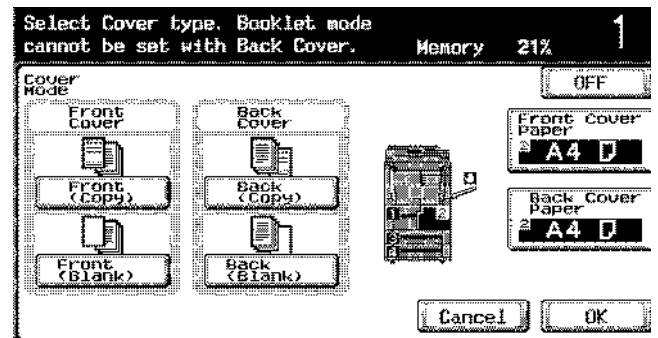 Select Cover type. Booklet mode
cannot be set with Back Cover.
Memory 21%
1
Cover
Mode
OFF
Front
Cover
Back
Cover
Front
(Copy)
Back
(Copy)
Front
(Blank)
Back
(Blank)
1
2
Front Cover
Paper
2 A4
Back Cover
Paper
2 A4
Cancel
OK